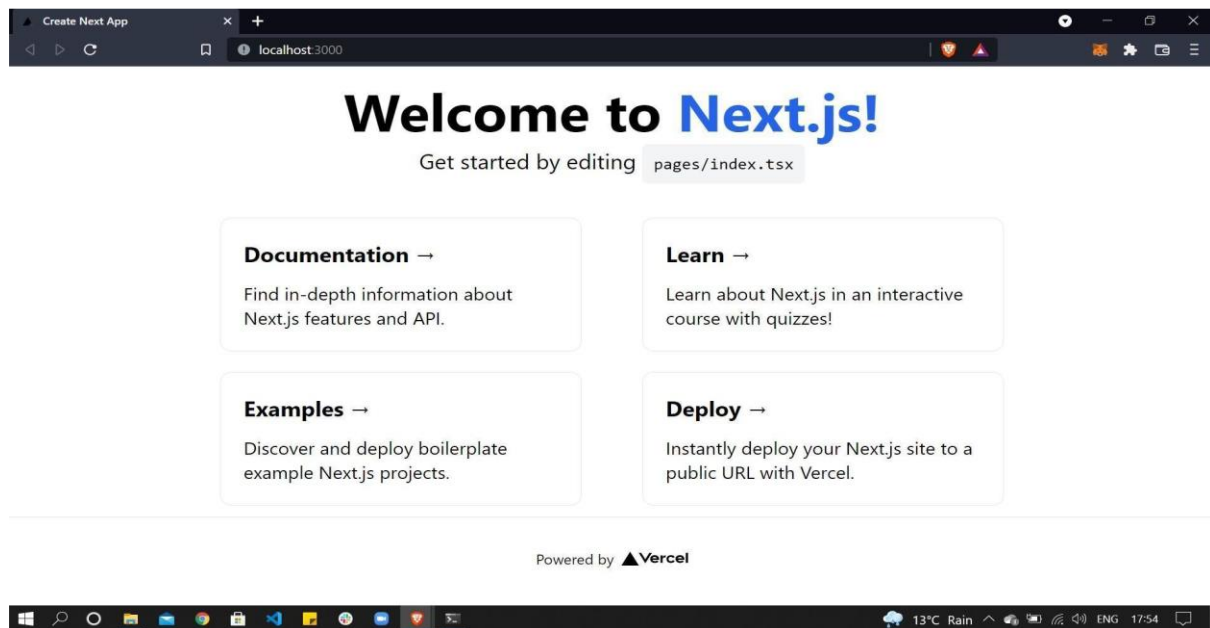 Create Next App
localhost:3000
Welcome to Next.js!
Get started by editing pages/index.tsx
Documentation →
Find in-depth information about
Next.js features and API.
Learn →
Learn about Next.js in an interactive
course with quizzes!
Examples →
Discover and deploy boilerplate
example Next.js projects.
Deploy →
Instantly deploy your Next.js site to a
public URL with Vercel.
Powered by ▲Vercel
13°C Rain ENG 17:54